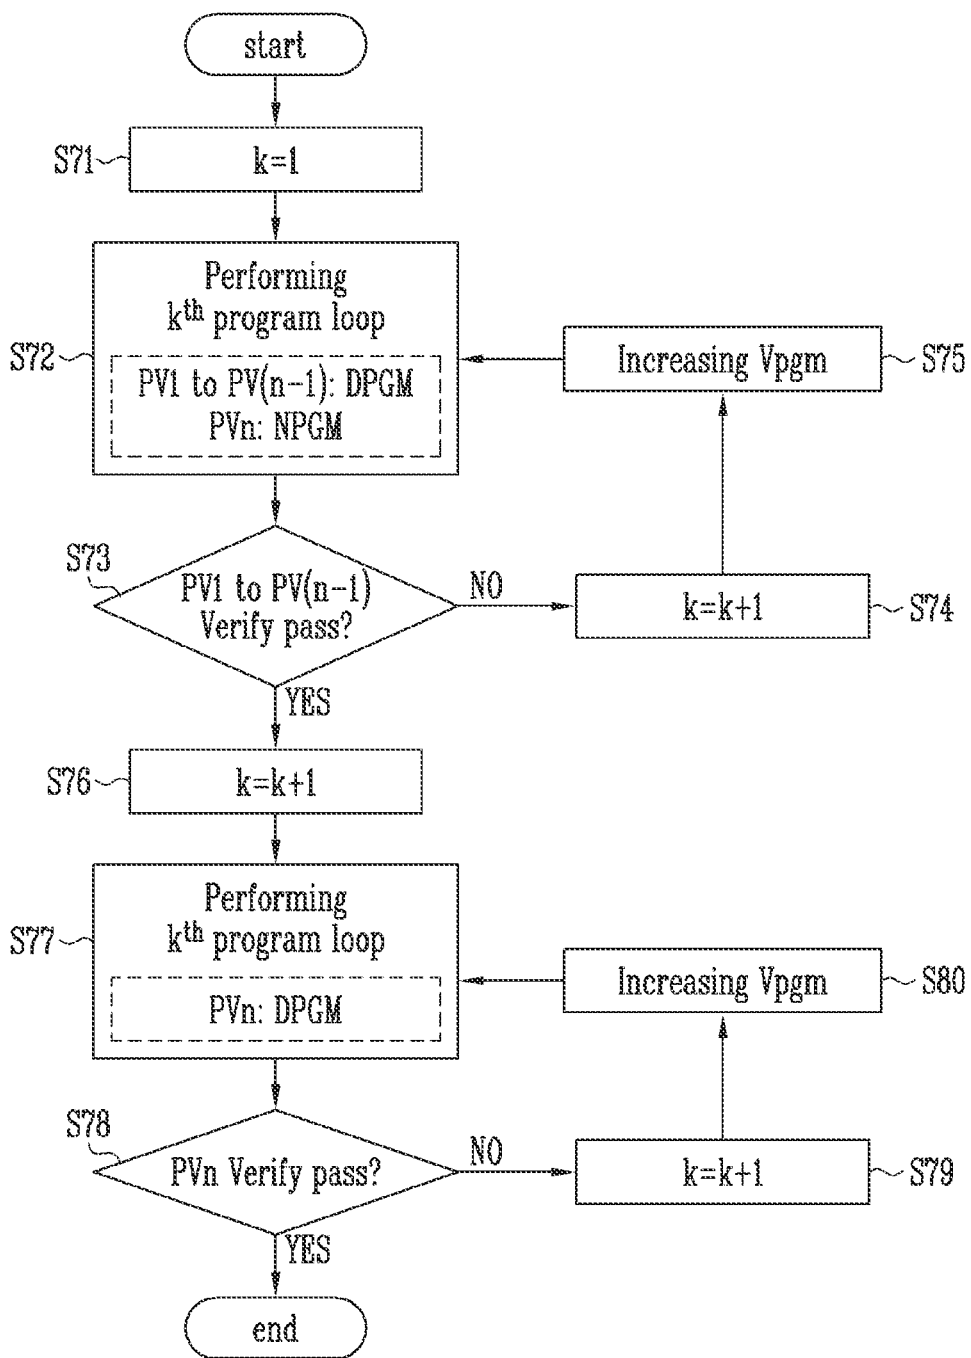 start
S71
k=1
Performing
kth program loop
S72
PV1 to PV(n-1): DPGM
PVn: NPGM
Increasing Vpgm
S75
S73
PV1 to PV(n-1)
Verify pass?
NO
k=k+1
S74
YES
S76
k=k+1
Performing
kth program loop
S77
PVn: DPGM
Increasing Vpgm
S80
S78
PVn Verify pass?
NO
k=k+1
S79
YES
end